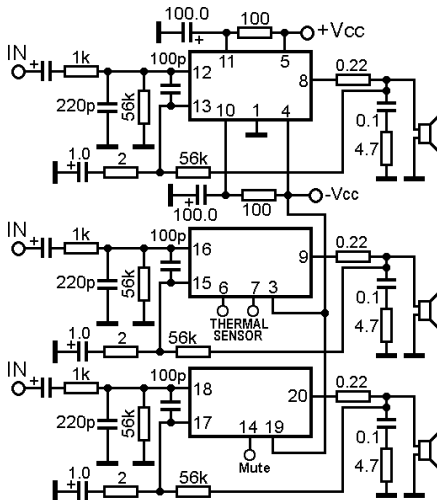 100.0
+
100
+Vcc
IN
+
1k
100p
12
11
5
8
0.22
220p
56k
13
10
1
4
0.1
4.7
1.0
+
2
56k
+
100.0
100
-Vcc
IN
+
1k
100p
16
9
0.22
220p
56k
15
6
7
3
0.1
4.7
THERMAL
SENSOR
1.0
+
2
56k
IN
+
1k
100p
18
20
0.22
220p
56k
17
14
19
0.1
4.7
Mute
1.0
+
2
56k